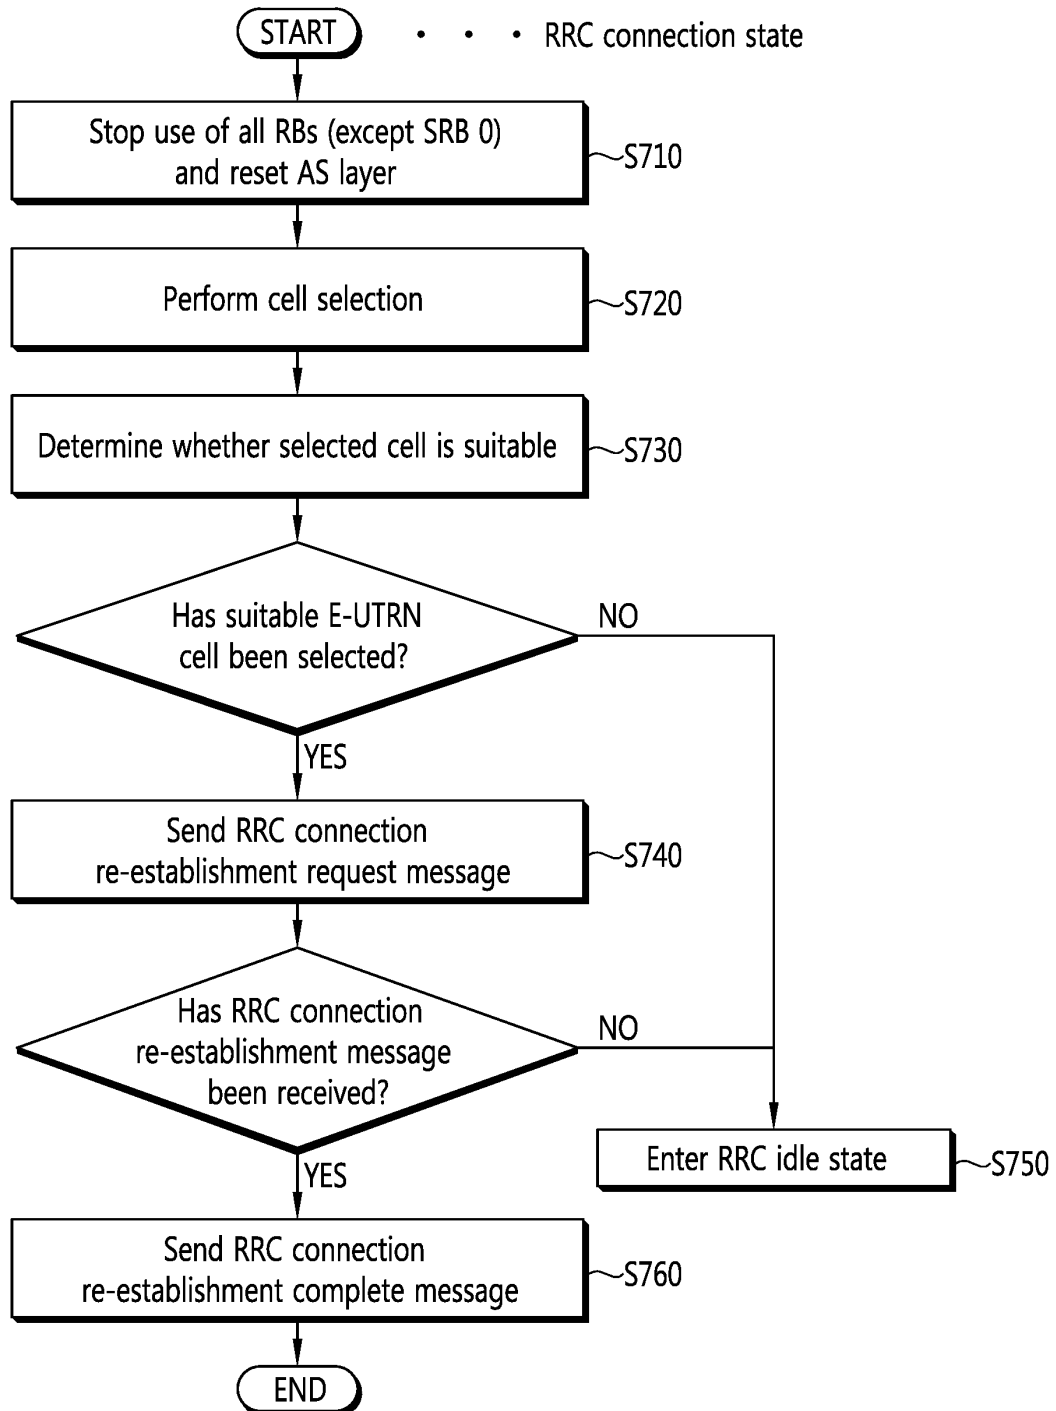 START
· · · RRC connection state
Stop use of all RBs (except SRB 0)
and reset AS layer
S710
Perform cell selection
S720
Determine whether selected cell is suitable
S730
Has suitable E-UTRN
cell been selected?
NO
YES
Send RRC connection
re-establishment request message
S740
Has RRC connection
re-establishment message
been received?
NO
Enter RRC idle state
S750
YES
Send RRC connection
re-establishment complete message
S760
END